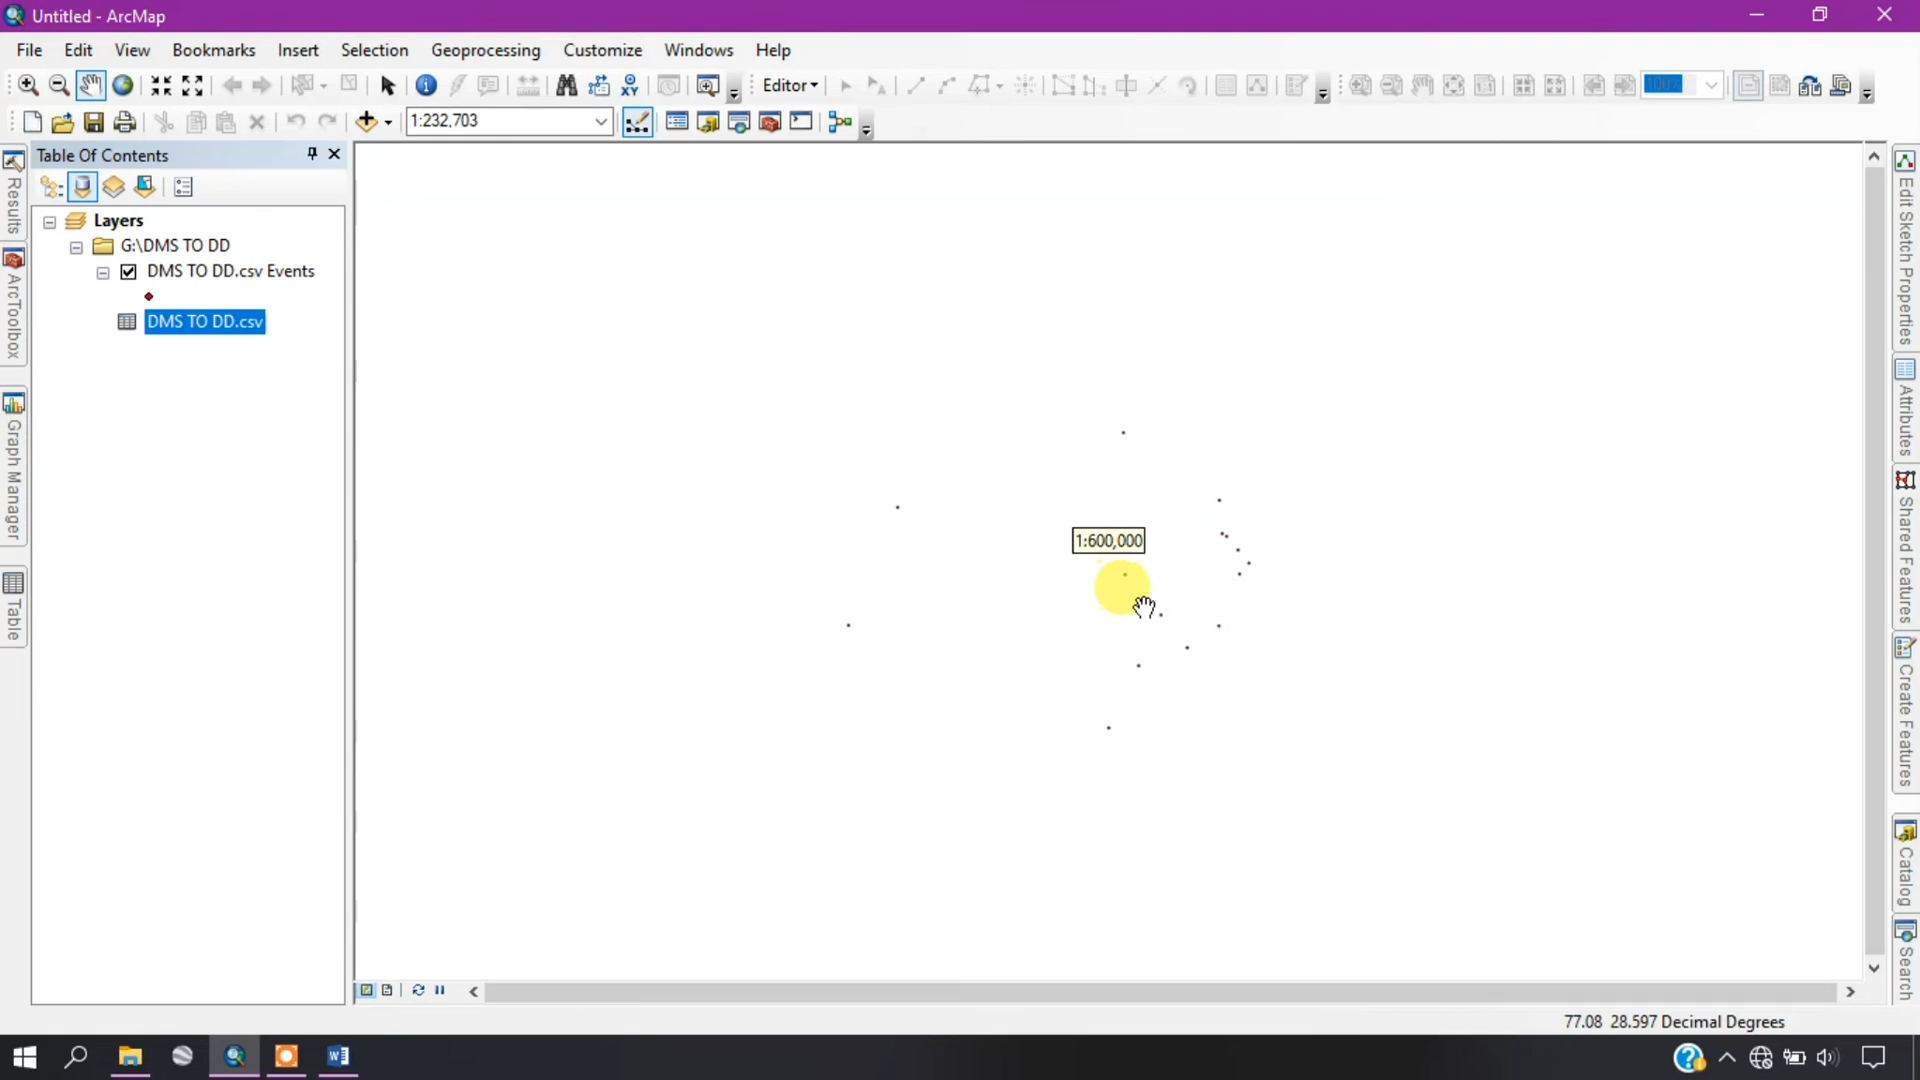 Untitled - ArcMap
File Edit View Bookmarks Insert Selection Geoprocessing Customize Windows Help
Editor
1:232,703
Table Of Contents
Layers
G:\DMS TO DD
DMS TO DD.csv Events
DMS TO DD.csv
Results
ArcToolbox
Graph Manager
Table
1:600,000
Edit Sketch Properties
Attributes
Shared Features
Create Features
Catalog
Search
77.08 28.597 Decimal Degrees